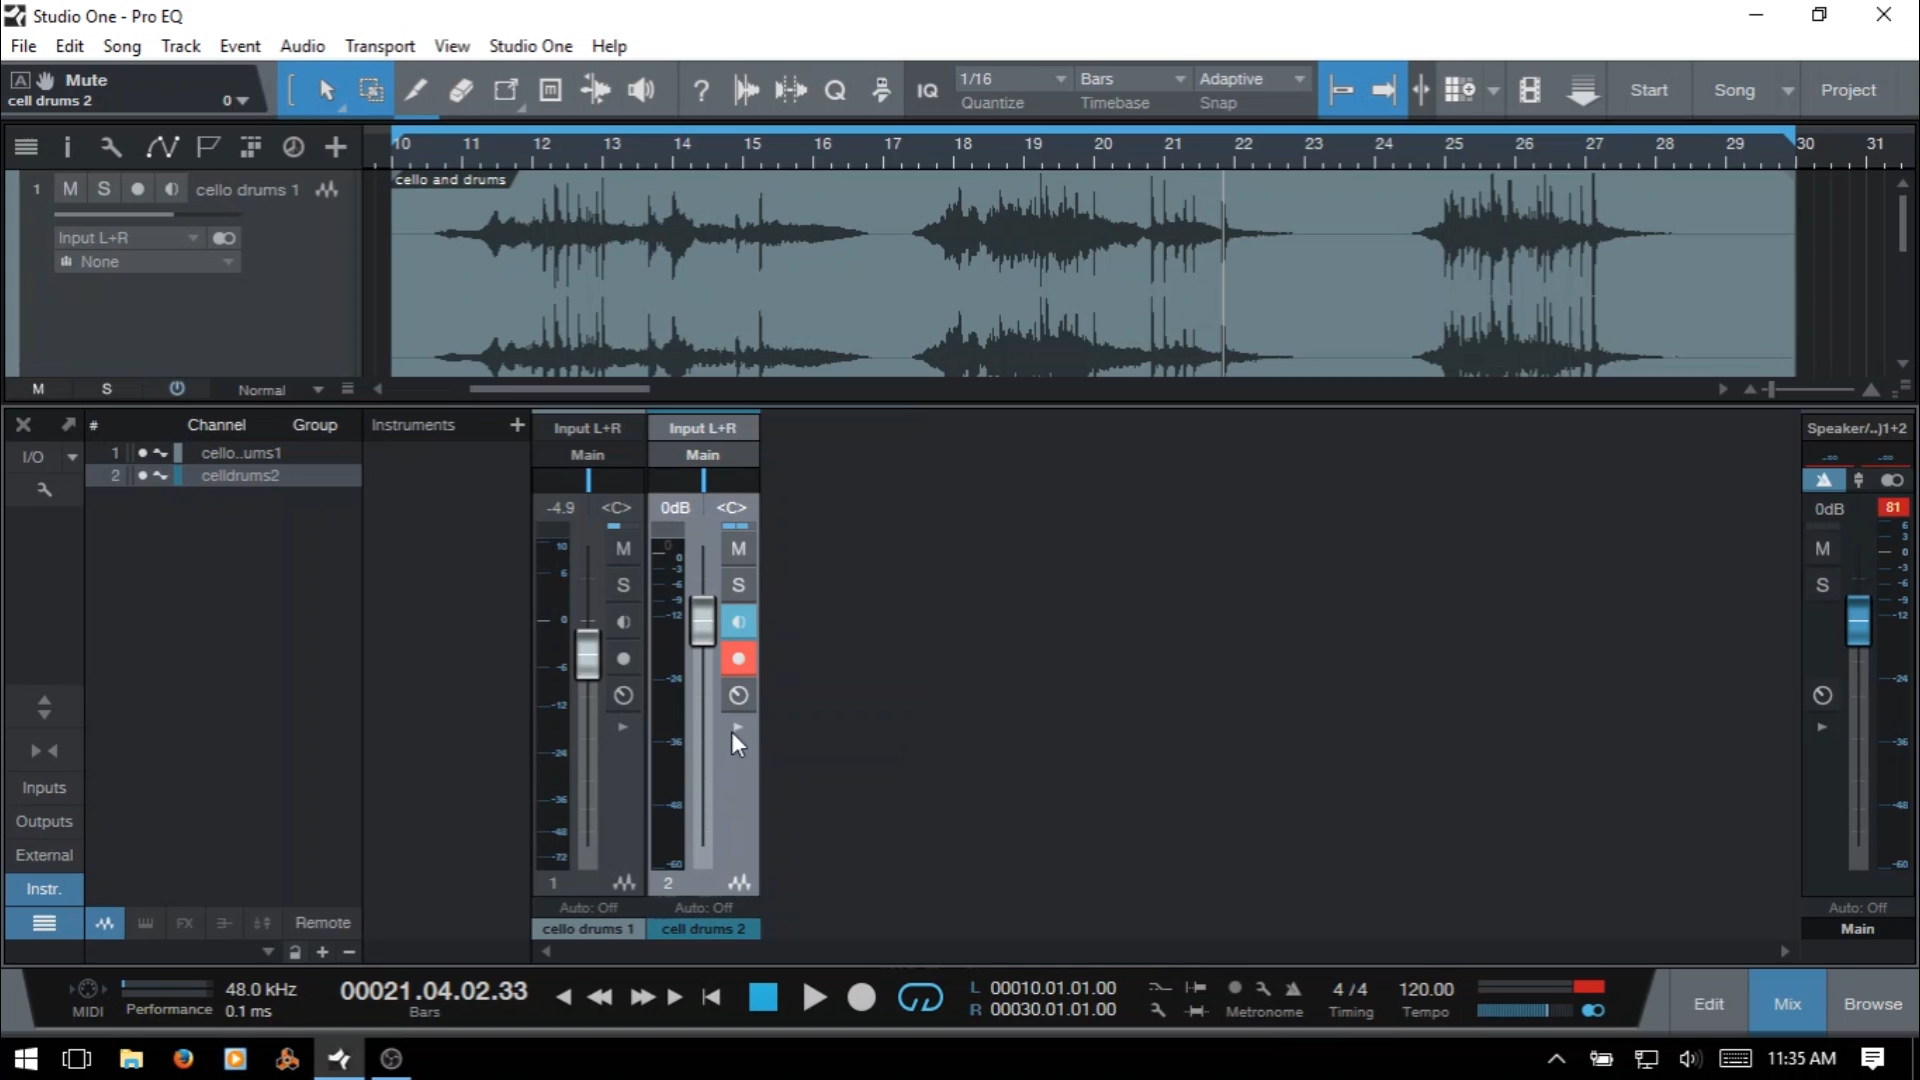 Studio One - Pro EQ
File Edit Song Track Event Audio Transport View Studio One Help
A Mute
cell drums 2 0
? Q IQ 1/16 Bars Adaptive
Quantize Timebase Snap
Start Song Project
10 11 12 13 14 15 16 17 18 19 20 21 22 23 24 25 26 27 28 29 30 31
1 M S cello drums 1
cello and drums
Input L+R
None
M S Normal
# Channel Group Instruments + Input L+R Input L+R Speaker/..)1+2
I/O 1 cello..ums1 Main Main
2 celldrums2
-4.9 <C> 0dB <C> 0dB 81
M M M
S S S
10
6
0
-6
-12
-24
-36
-48
-72
0
0
-3
-6
-9
-12
-24
-36
-48
-60
6
3
0
-3
-6
-9
-12
-24
-36
-48
-60
Inputs
Outputs
External
Instr.
1 2
FX Remote
Auto: Off Auto: Off Auto: Off
cello drums 1 cell drums 2 Main
MIDI Performance 48.0 kHz
0.1 ms
00021.04.02.33
Bars
L 00010.01.01.00
R 00030.01.01.00
Metronome
4 / 4
Timing
120.00
Tempo
Edit Mix Browse
11:35 AM